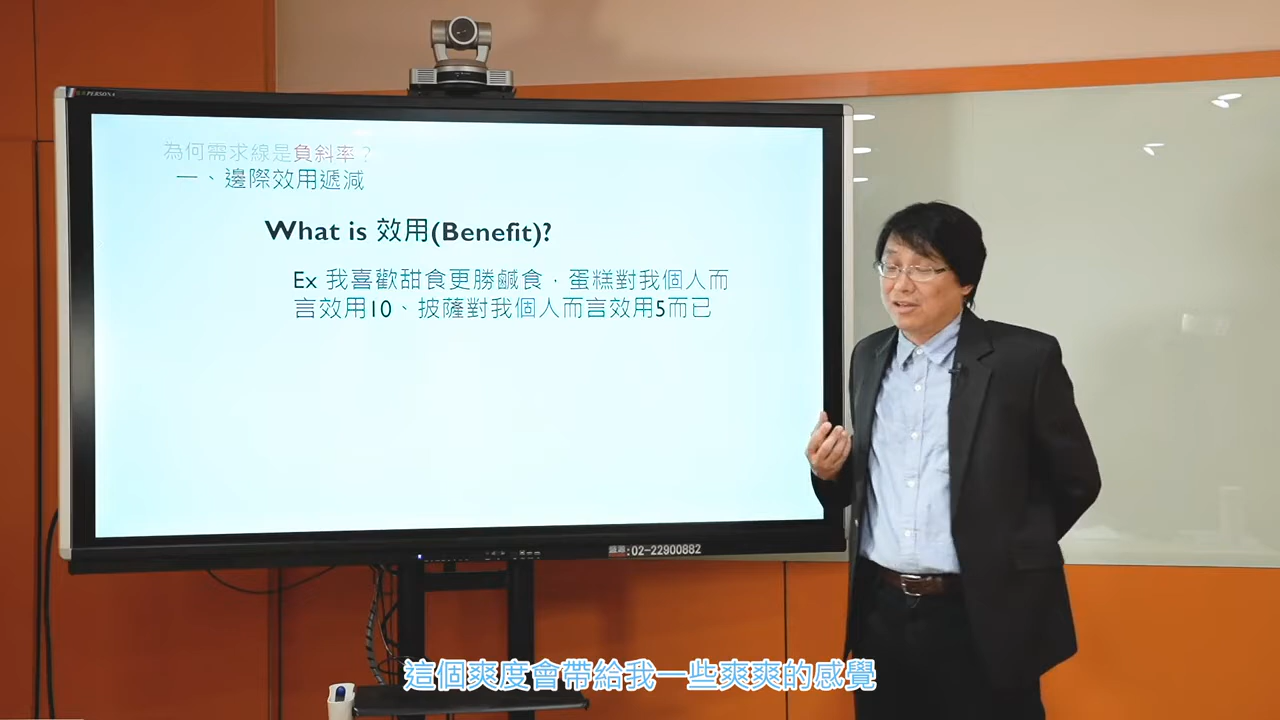 為何需求線是負斜率?
一、邊際效用遞減
What is 效用(Benefit)?
Ex 我喜歡甜食更勝鹹食，蛋糕對我個人而
言效用10、披薩對我個人而言效用5而已
:02-22900882
這個爽度會帶給我一些爽爽的感覺